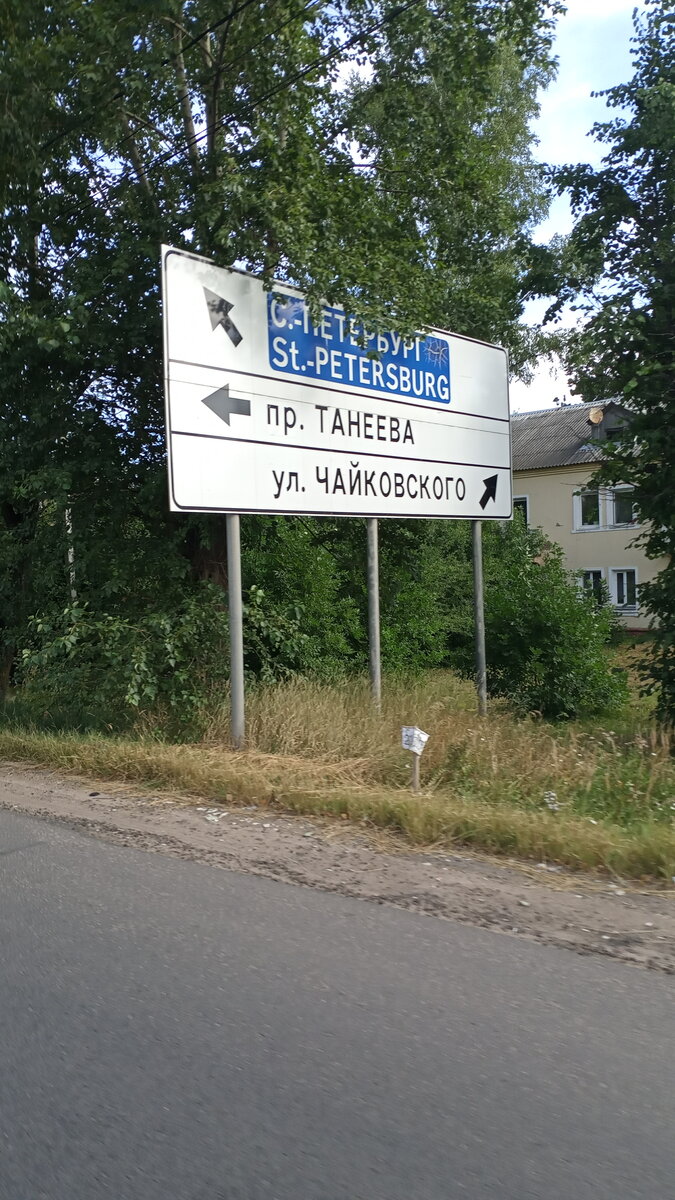 С.-ПЕТЕРБУРГ
St.-PETERSBURG
пр. ТАНЕЕВА
ул. ЧАЙКОВСКОГО